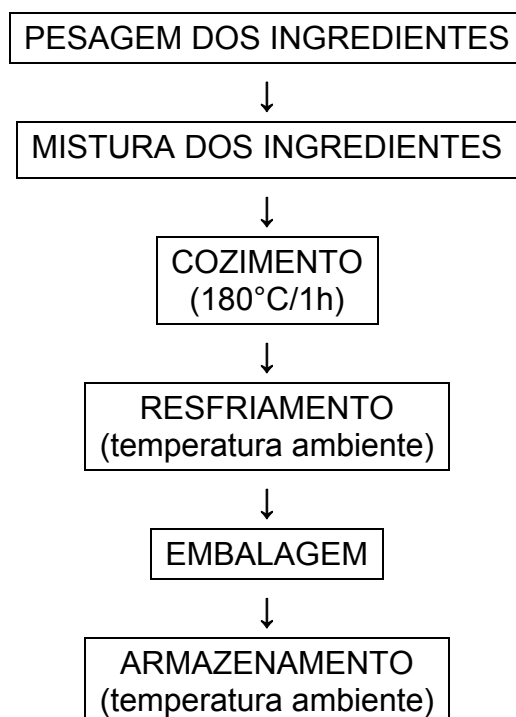 PESAGEM DOS INGREDIENTES
↓
MISTURA DOS INGREDIENTES
↓
COZIMENTO
(180°C/1h)
↓
RESFRIAMENTO
(temperatura ambiente)
↓
EMBALAGEM
↓
ARMAZENAMENTO
(temperatura ambiente)